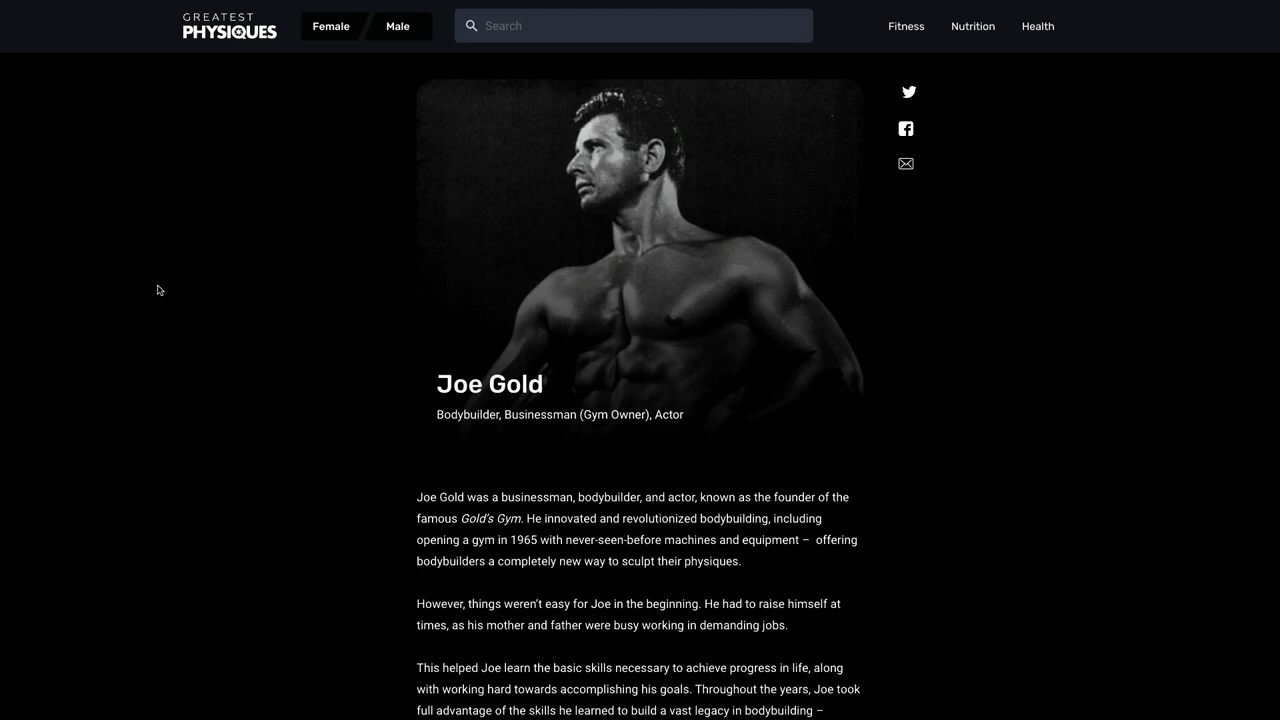 GREATEST
PHYSIQUES
Female
Male
Search
Fitness
Nutrition
Health
Joe Gold
Bodybuilder, Businessman (Gym Owner), Actor
Joe Gold was a businessman, bodybuilder, and actor, known as the founder of the
famous Gold’s Gym. He innovated and revolutionized bodybuilding, including
opening a gym in 1965 with never-seen-before machines and equipment –  offering
bodybuilders a completely new way to sculpt their physiques.
However, things weren’t easy for Joe in the beginning. He had to raise himself at
times, as his mother and father were busy working in demanding jobs.
This helped Joe learn the basic skills necessary to achieve progress in life, along
with working hard towards accomplishing his goals. Throughout the years, Joe took
full advantage of the skills he learned to build a vast legacy in bodybuilding –